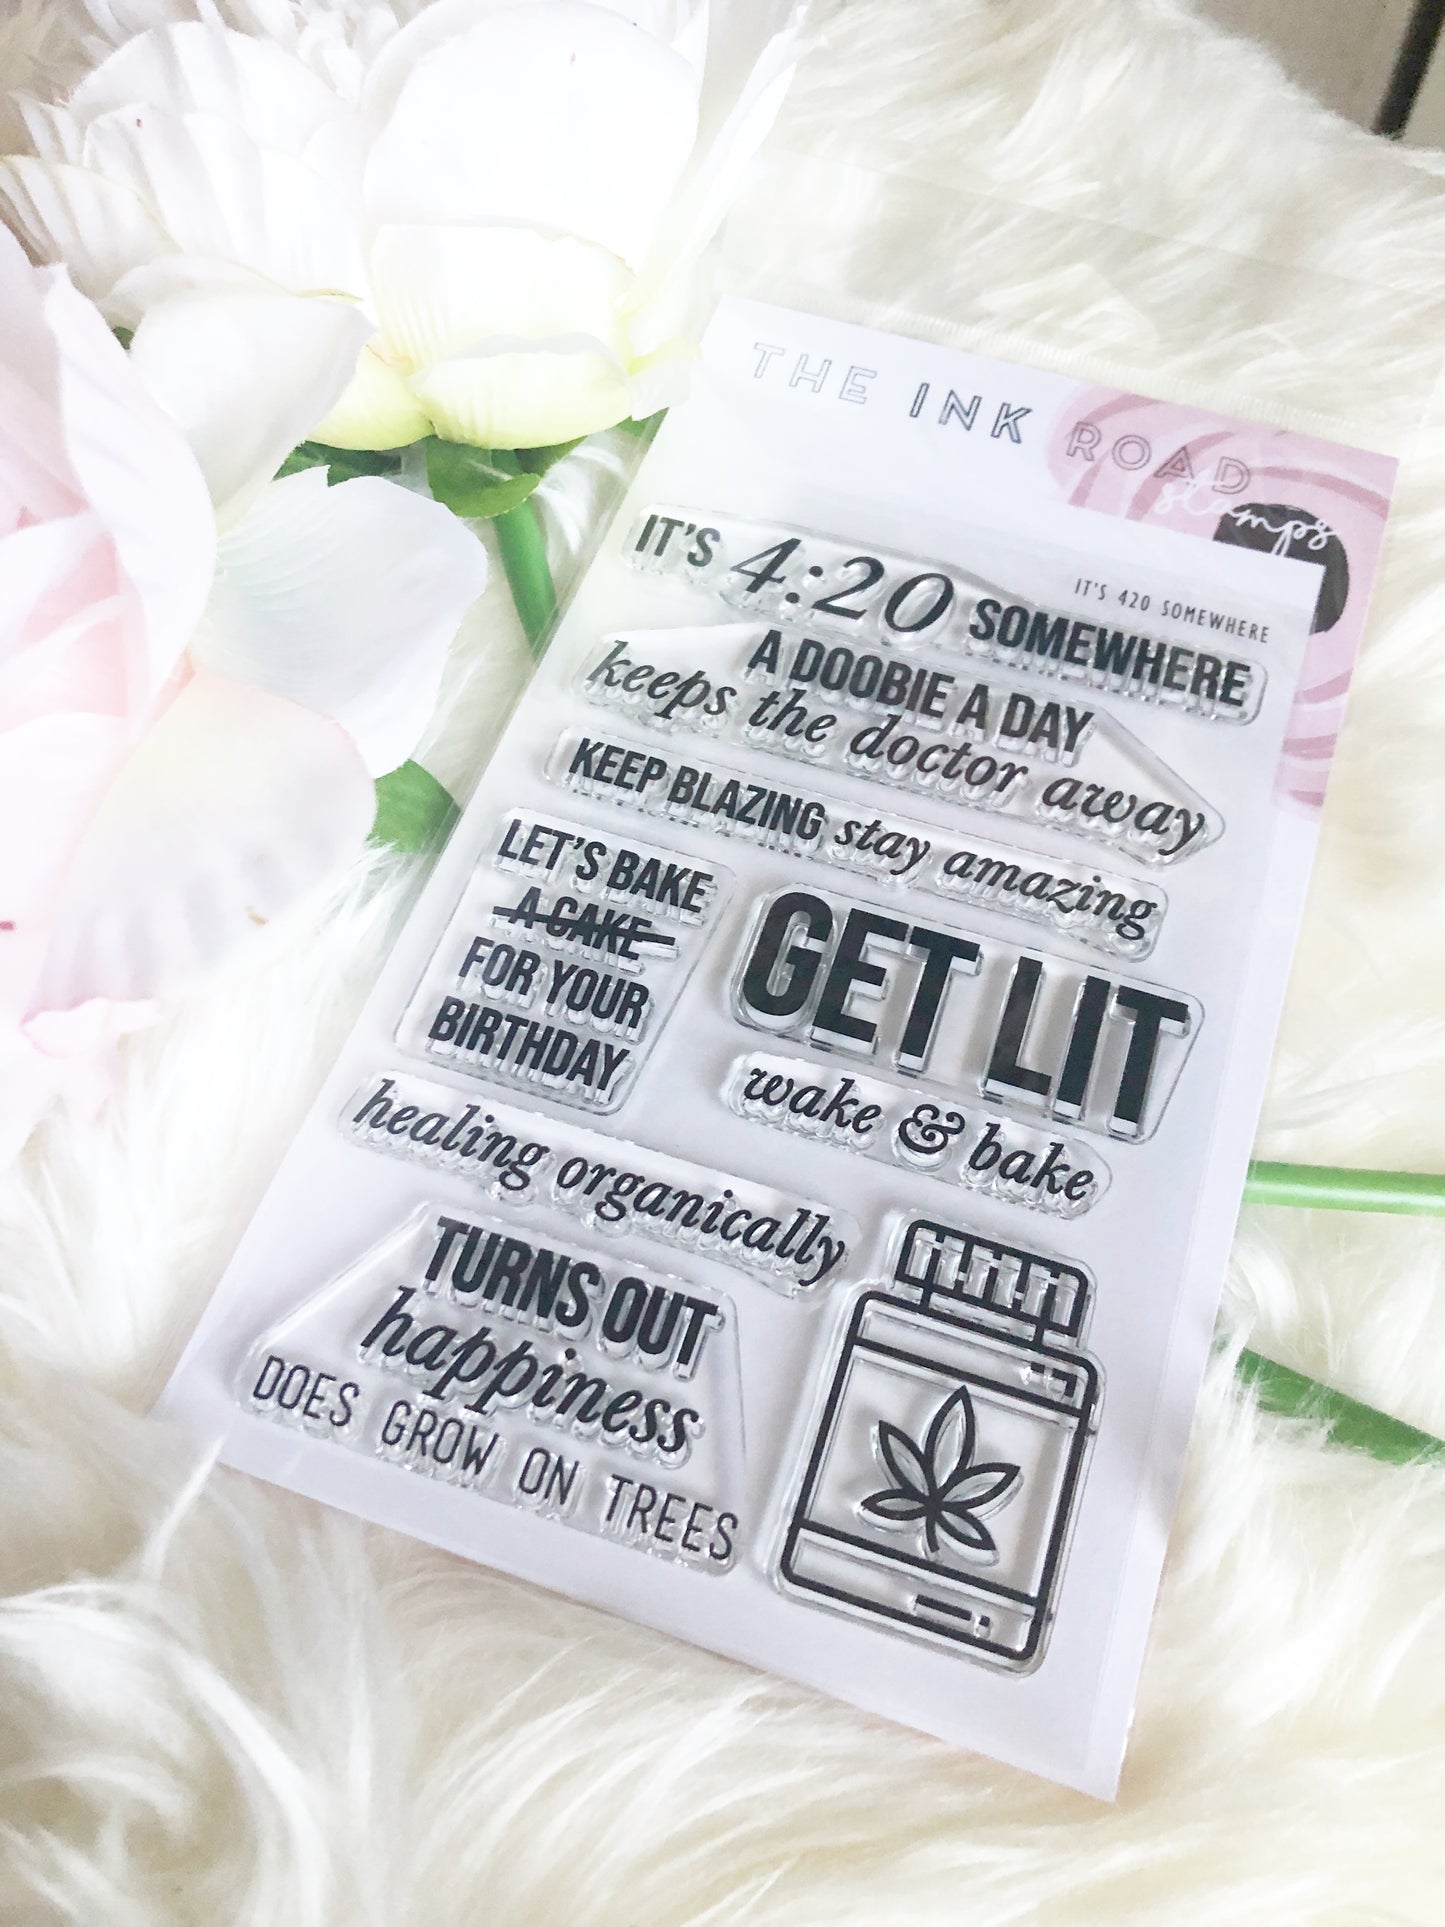 THE INK ROAD
stamps
IT'S 420 SOMEWHERE
IT'S 4:20 SOMEWHERE
A DOOBIE A DAY
keeps the doctor away
KEEP BLAZING stay amazing
LET'S BAKE
A CAKE
FOR YOUR
BIRTHDAY
GET LIT
wake & bake
healing organically
TURNS OUT
happiness
DOES GROW ON TREES